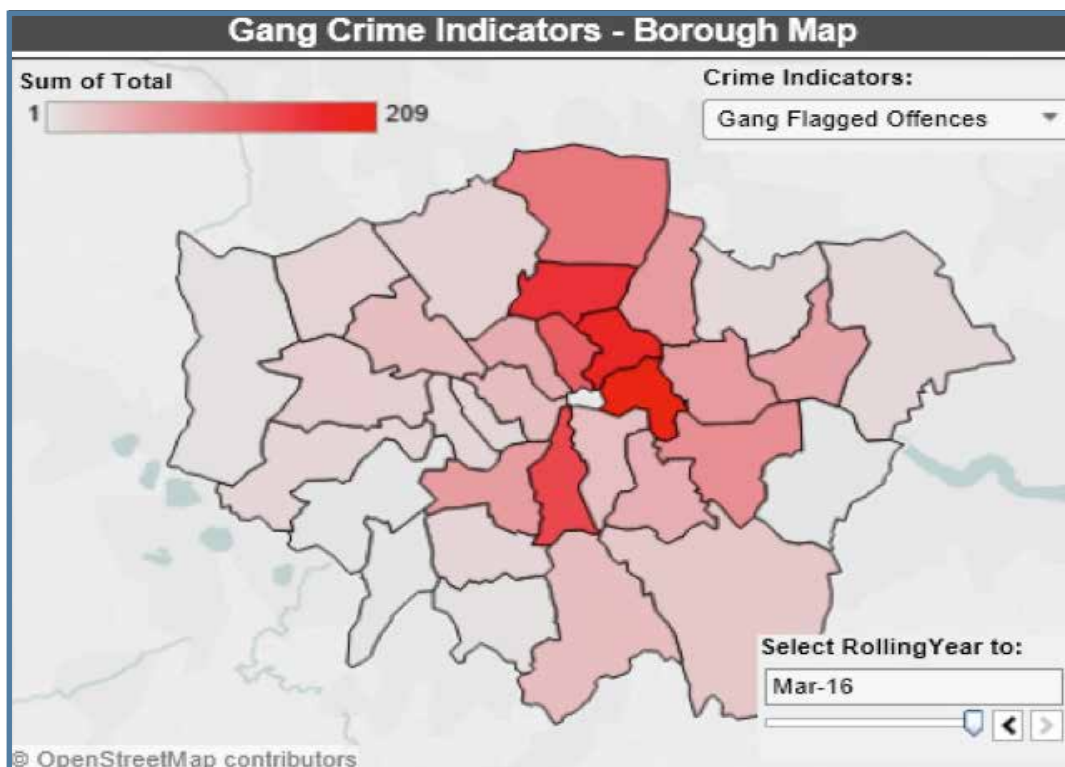 Gang Crime Indicators - Borough Map
Sum of Total
1 209
Crime Indicators:
Gang Flagged Offences
Select RollingYear to:
Mar-16
© OpenStreetMap contributors